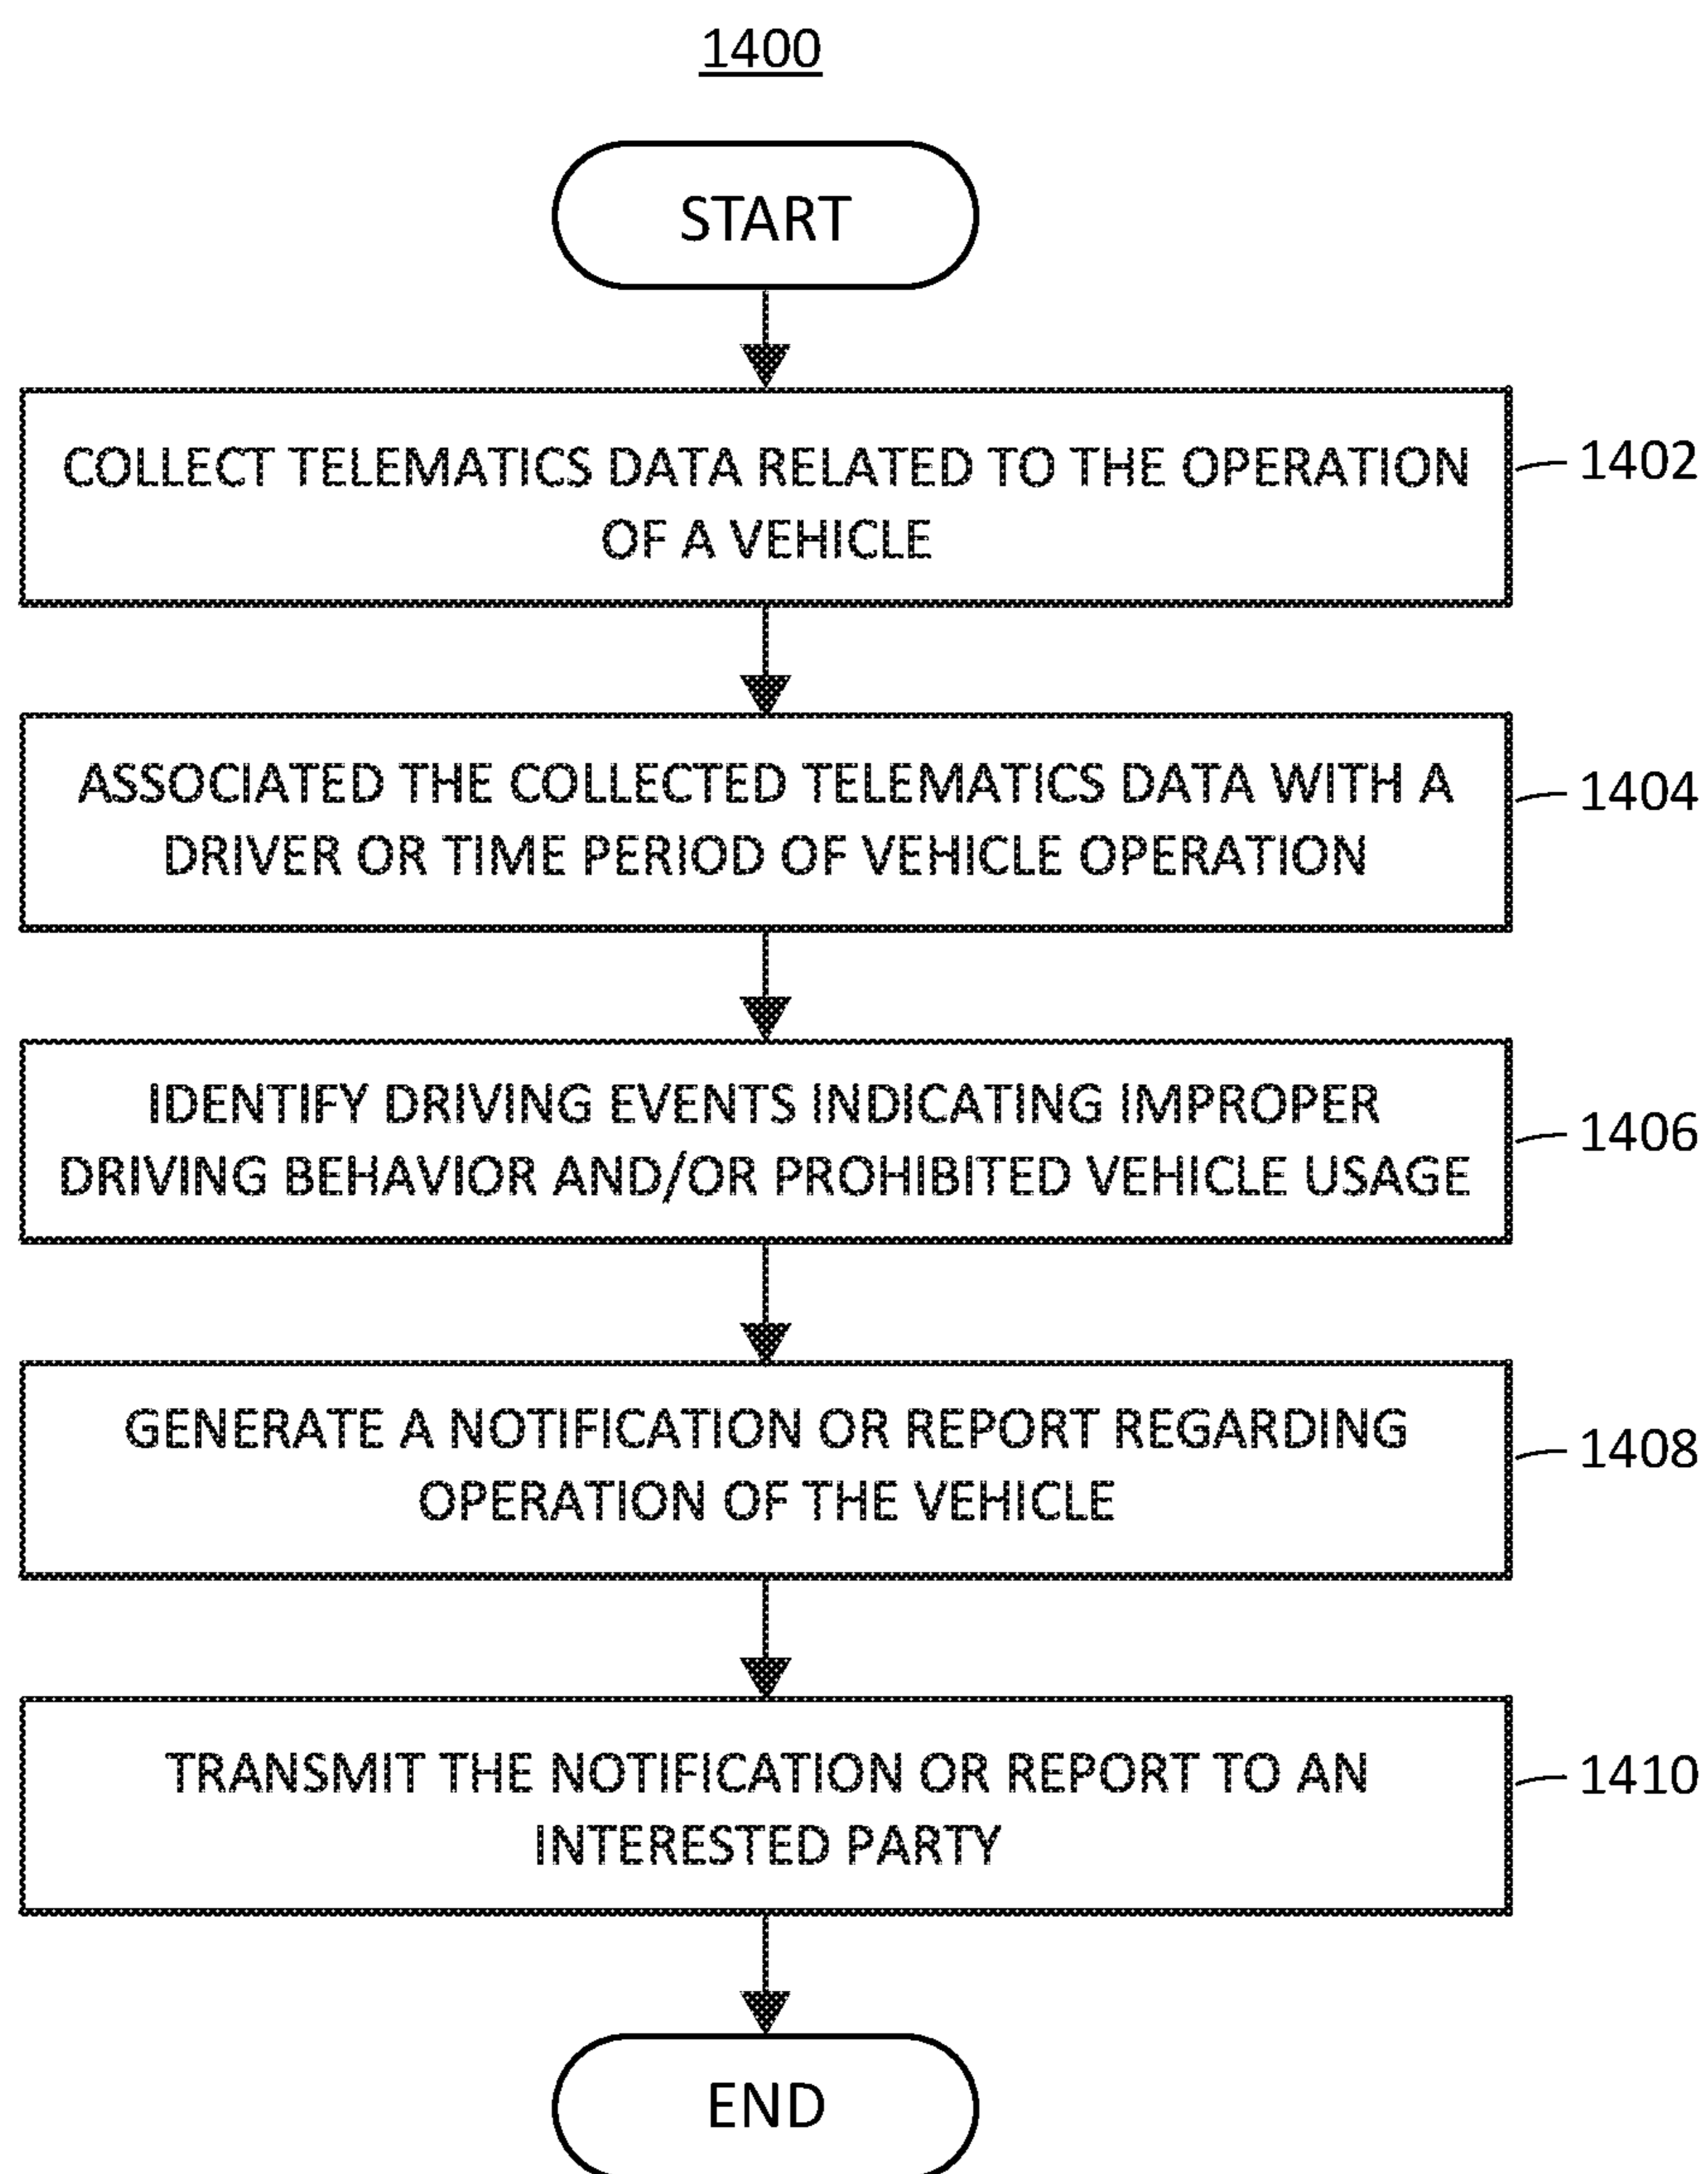 1400
START
COLLECT TELEMATICS DATA RELATED TO THE OPERATION
OF A VEHICLE
1402
ASSOCIATED THE COLLECTED TELEMATICS DATA WITH A
DRIVER OR TIME PERIOD OF VEHICLE OPERATION
1404
IDENTIFY DRIVING EVENTS INDICATING IMPROPER
DRIVING BEHAVIOR AND/OR PROHIBITED VEHICLE USAGE
1406
GENERATE A NOTIFICATION OR REPORT REGARDING
OPERATION OF THE VEHICLE
1408
TRANSMIT THE NOTIFICATION OR REPORT TO AN
INTERESTED PARTY
1410
END